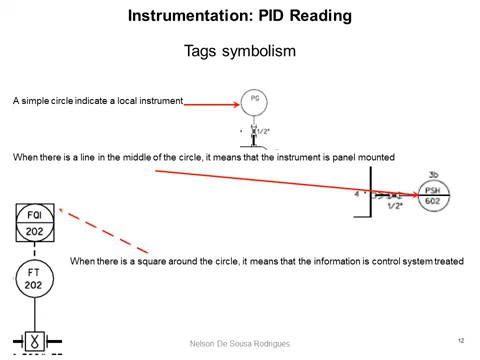 Instrumentation: PID Reading
Tags symbolism
A simple circle indicate a local instrument
PG
1/2"
When there is a line in the middle of the circle, it means that the instrument is panel mounted
3b
PSH
602
4
1/2"
FQI
202
FT
202
When there is a square around the circle, it means that the information is control system treated
Nelson De Sousa Rodrigues
12